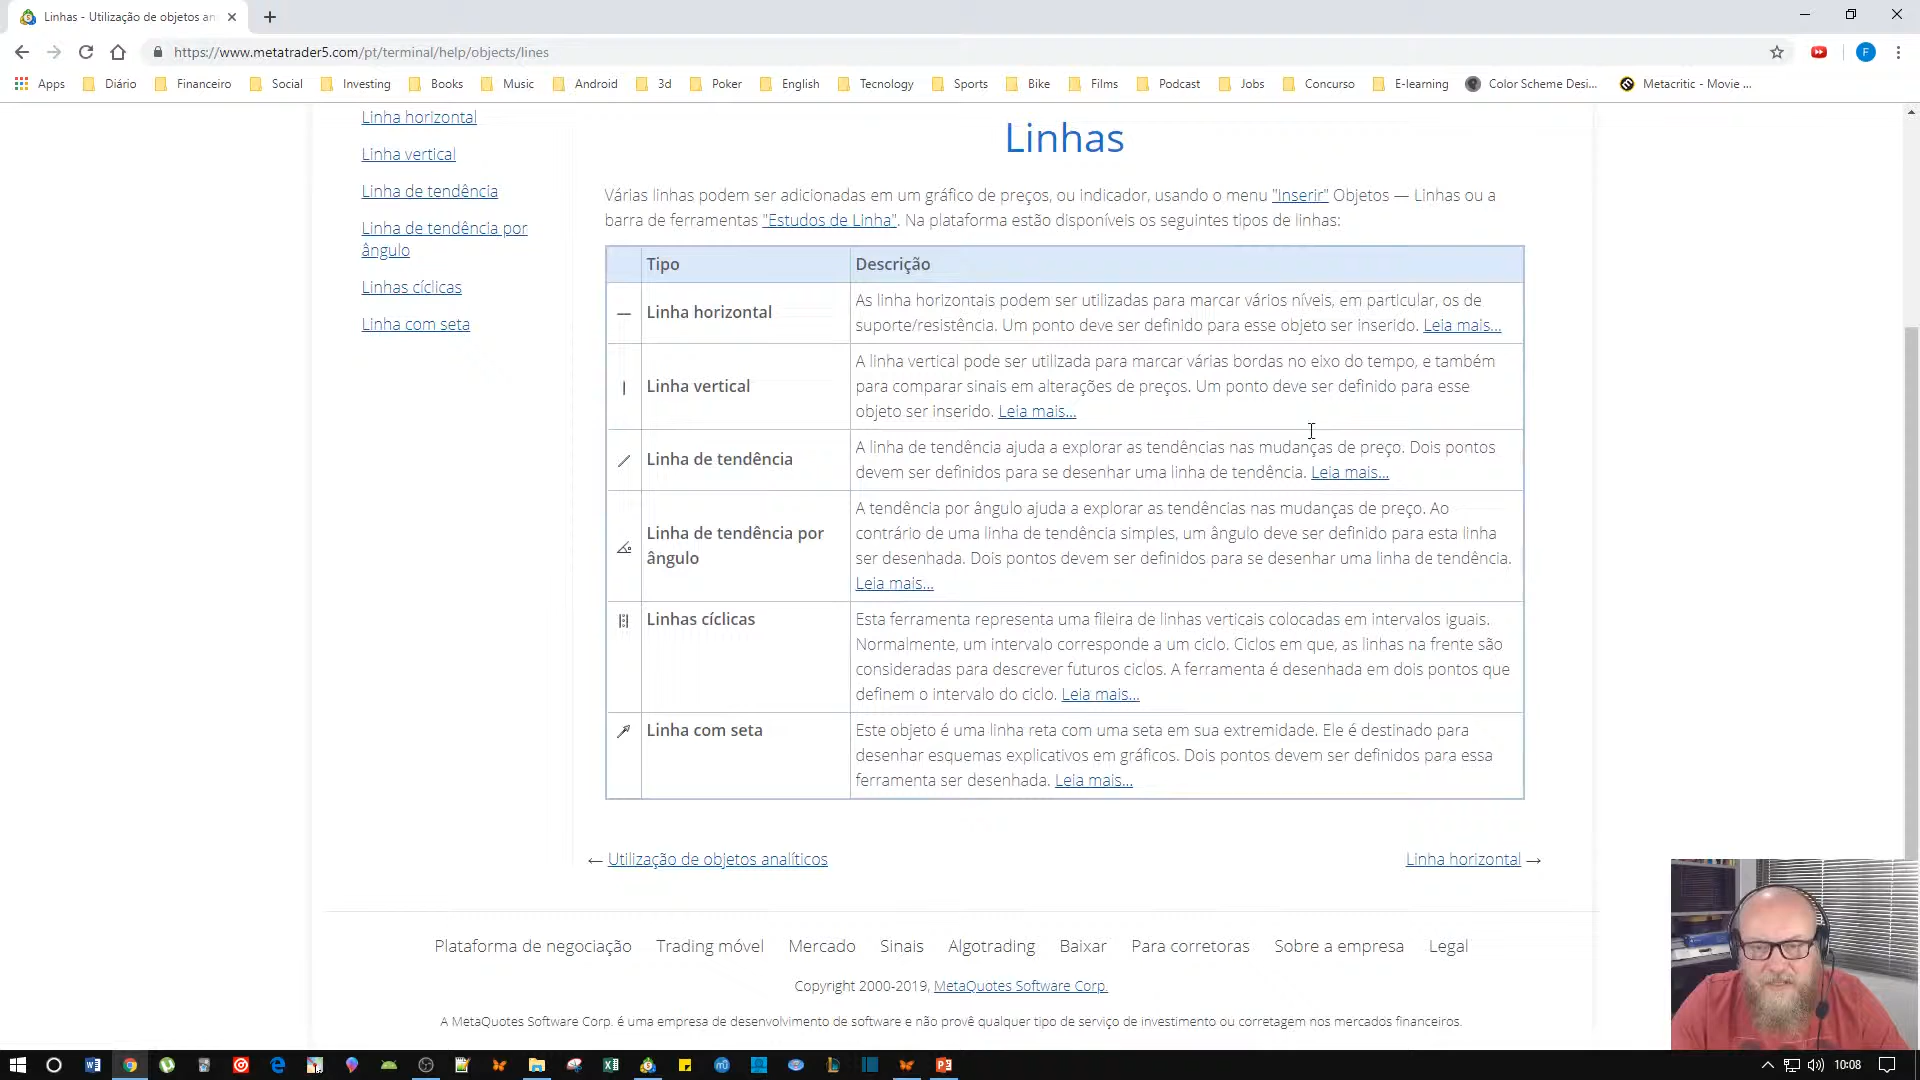 Linhas - Utilização de objetos an
https://www.metatrader5.com/pt/terminal/help/objects/lines
F
Apps Diário Financeiro Social Investing Books Music Android 3d Poker English Tecnology Sports Bike Films Podcast Jobs Concurso E-learning Color Scheme Desi... Metacritic - Movie ...
Linha horizontal
Linha vertical
Linha de tendência
Linha de tendência por
ângulo
Linhas cíclicas
Linha com seta
Linhas
Várias linhas podem ser adicionadas em um gráfico de preços, ou indicador, usando o menu "Inserir" Objetos — Linhas ou a
barra de ferramentas "Estudos de Linha". Na plataforma estão disponíveis os seguintes tipos de linhas:
Tipo Descrição
Linha horizontal
As linha horizontais podem ser utilizadas para marcar vários níveis, em particular, os de
suporte/resistência. Um ponto deve ser definido para esse objeto ser inserido. Leia mais...
Linha vertical
A linha vertical pode ser utilizada para marcar várias bordas no eixo do tempo, e também
para comparar sinais em alterações de preços. Um ponto deve ser definido para esse
objeto ser inserido. Leia mais...
Linha de tendência
A linha de tendência ajuda a explorar as tendências nas mudanças de preço. Dois pontos
devem ser definidos para se desenhar uma linha de tendência. Leia mais...
Linha de tendência por
ângulo
A tendência por ângulo ajuda a explorar as tendências nas mudanças de preço. Ao
contrário de uma linha de tendência simples, um ângulo deve ser definido para esta linha
ser desenhada. Dois pontos devem ser definidos para se desenhar uma linha de tendência.
Leia mais...
Linhas cíclicas
Esta ferramenta representa uma fileira de linhas verticais colocadas em intervalos iguais.
Normalmente, um intervalo corresponde a um ciclo. Ciclos em que, as linhas na frente são
consideradas para descrever futuros ciclos. A ferramenta é desenhada em dois pontos que
definem o intervalo do ciclo. Leia mais...
Linha com seta
Este objeto é uma linha reta com uma seta em sua extremidade. Ele é destinado para
desenhar esquemas explicativos em gráficos. Dois pontos devem ser definidos para essa
ferramenta ser desenhada. Leia mais...
← Utilização de objetos analíticos
Linha horizontal →
Plataforma de negociação Trading móvel Mercado Sinais Algotrading Baixar Para corretoras Sobre a empresa Legal
Copyright 2000-2019, MetaQuotes Software Corp.
A MetaQuotes Software Corp. é uma empresa de desenvolvimento de software e não provê qualquer tipo de serviço de investimento ou corretagem nos mercados financeiros.
10:08